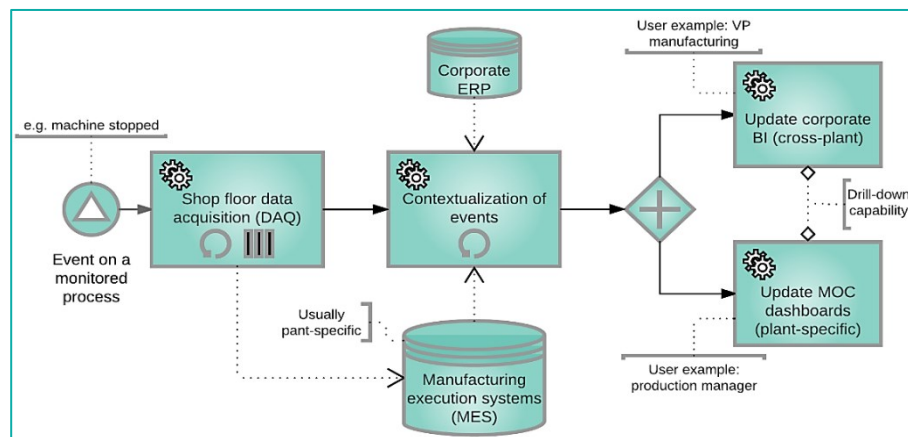 e.g. machine stopped
Event on a
monitored
process
Shop floor data
acquisition (DAQ)
Corporate
ERP
Contextualization of
events
Usually
pant-specific
Manufacturing
execution systems
(MES)
User example: VP
manufacturing
Update corporate
BI (cross-plant)
Drill-down
capability
Update MOC
dashboards
(plant-specific)
User example:
production manager